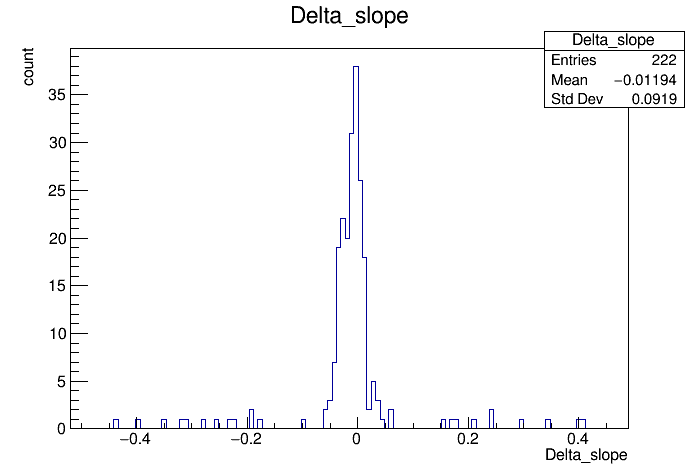 Delta_slope
Delta_slope
Entries 222
Mean −0.01194
Std Dev 0.0919
count
35
30
25
20
15
10
5
0
−0.4 −0.2 0 0.2 0.4
Delta_slope